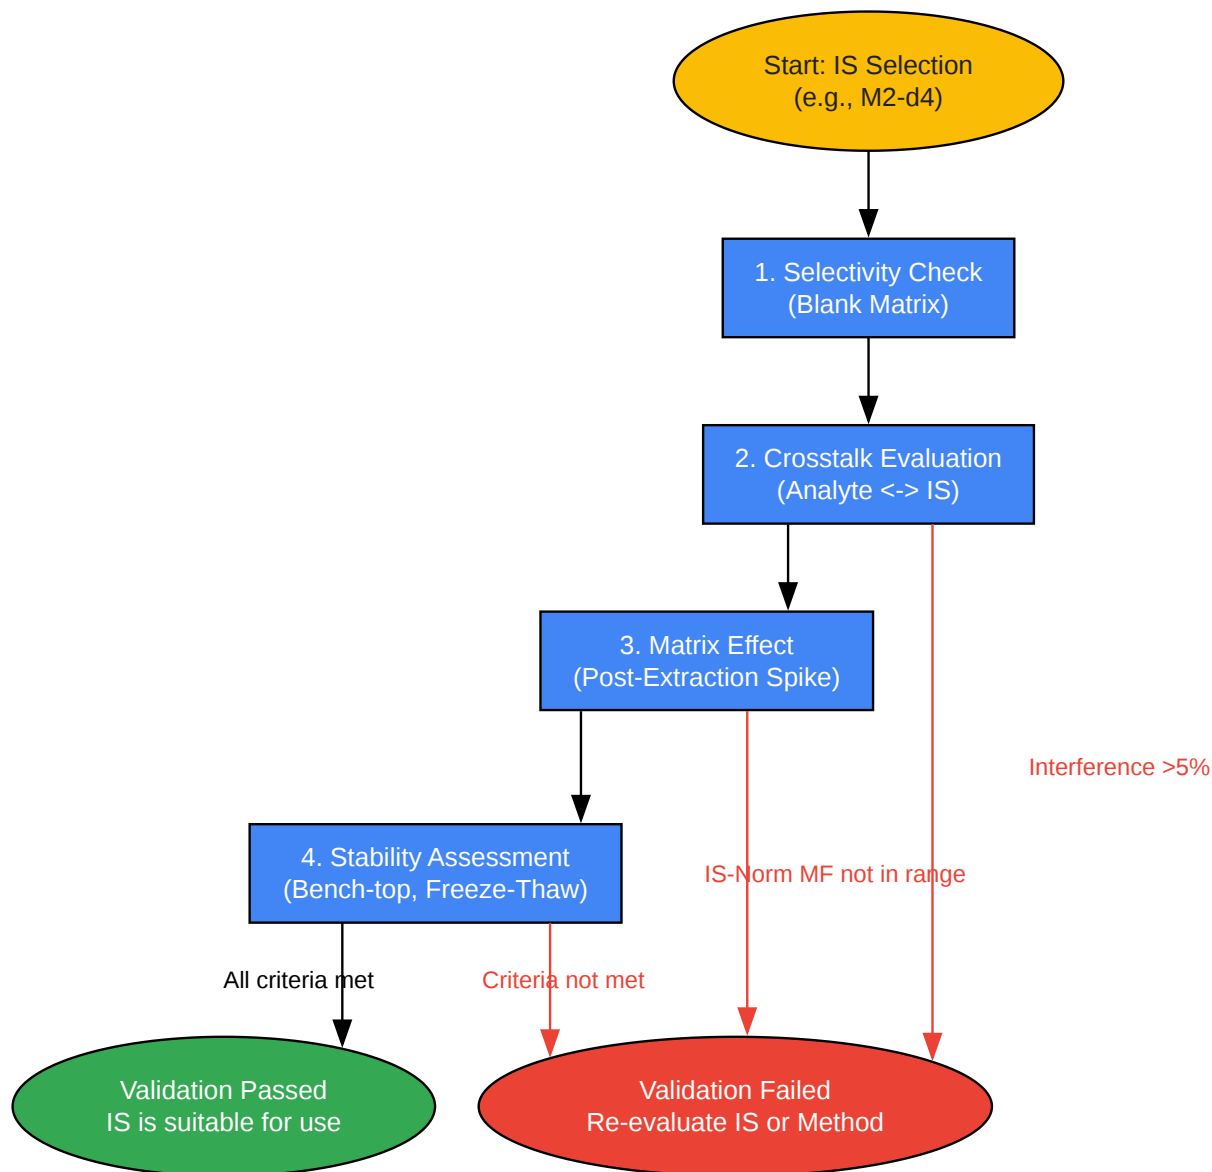 Start: IS Selection
(e.g., M2-d4)
1. Selectivity Check
(Blank Matrix)
2. Crosstalk Evaluation
(Analyte <-> IS)
3. Matrix Effect
(Post-Extraction Spike)
Interference >5%
4. Stability Assessment
(Bench-top, Freeze-Thaw)
IS-Norm MF not in range
All criteria met
Criteria not met
Validation Passed
IS is suitable for use
Validation Failed
Re-evaluate IS or Method